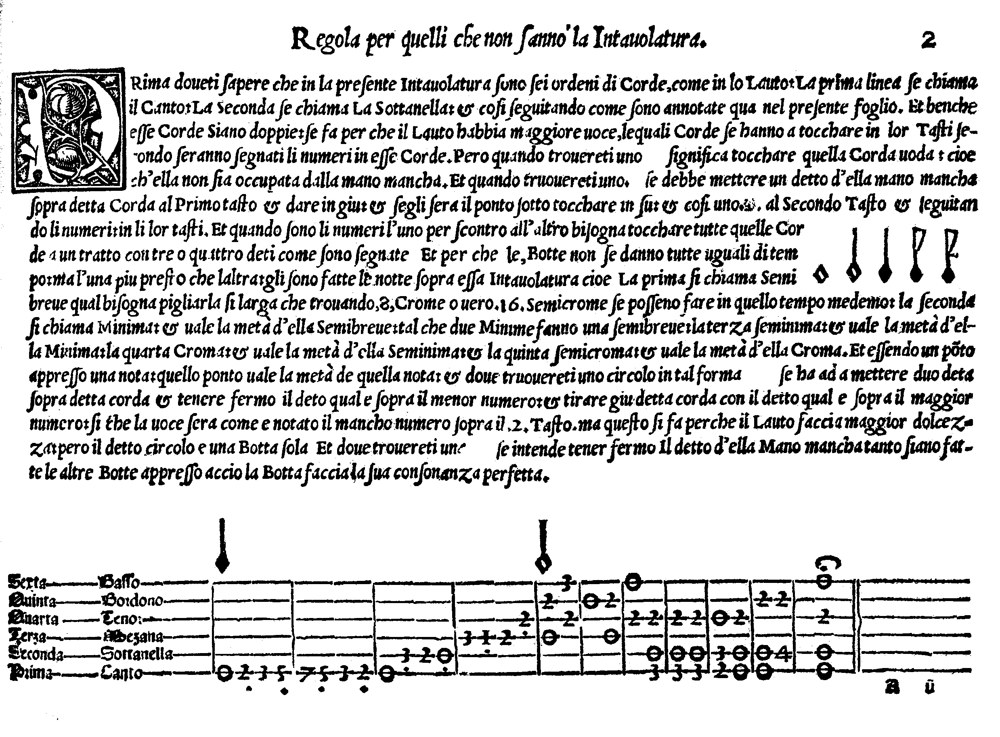 Regola per quelli che non ſanno la Intauolatura. 2
PRima doueti ſapere che in la preſente Intauolatura ſono ſei ordeni di Corde, come in lo Lauto: La prima linea ſe chiama
il Canto: La Seconda ſe chiama La Sottanella: & coſi ſeguitando come ſono annotate qua nel preſente foglio. Et benche
eſſe Corde Siano doppie: ſe fa per che il Lauto habbia maggiore uoce, lequali Corde ſe hanno a tocchare in lor Taſti ſe-
condo ſeranno ſegnati li numeri in eſſe Corde. Pero quando trouereti uno ſignifica tocchare quella Corda uoda: cioe
ch'ella non ſia occupata dalla mano mancha. Et quando truouereti uno. ſe debbe mettere un detto d'ella mano mancha
ſopra detta Corda al Primo taſto & dare in giu: & ſegli ſera il ponto ſotto tocchare in ſu: & coſi uno. al Secondo Taſto & ſeguitan
do li numeri: in li lor taſti. Et quando ſono li numeri l'uno per ſcontro all'altro biſogna tocchare tutte quelle Cor
de a un tratto con tre o quattro deti come ſono ſegnate Et per che le, Botte non ſe danno tutte uguali di tem
po: ma l'una piu preſto che laltra: gli ſono fatte le notte ſopra eſſa Intauolatura cioe La prima ſi chiama Semi
breue qual biſogna pigliarla ſi larga che trouando, 8, Crome o uero. 16. Semicrome ſe poſſeno fare in quello tempo medemo: la ſeconda
ſi chiama Minima: & uale la metà d'ella Semibreue: tal che due Minime fanno una ſemibreue: la terza ſeminima: & uale la metà d'el-
la Minima: la quarta Croma: & uale la metà d'ella Seminima: & la quinta ſemicroma: & uale la metà d'ella Croma. Et eſſendo un põto
appreſſo una nota: quello ponto uale la metà de quella nota: & doue truouereti uno circolo in tal forma ſe ha ad a mettere duo deta
ſopra detta corda & tenere fermo il deto qual e ſopra il menor numero: & tirare giu detta corda con il detto qual e ſopra il maggior
numero: ſi che la uoce ſera come e notato il mancho numero ſopra il .2. Taſto. ma queſto ſi fa perche il Lauto faccia maggior dolcez-
za: pero il detto circolo e una Botta ſola Et doue trouereti une ſe intende tener fermo Il detto d'ella Mano mancha tanto ſiano fat-
te le altre Botte appreſſo accio la Botta faccia la ſua conſonanza perfetta.
Sexta Baſſo 3 0 0
Quinta Bordono 2 0 2 2 2
Quarta Tenor 2 2 2 2 2 2 0 2 2
Terza Mezana 3 1 2 0 0
Seconda Sottanella 3 2 0 0 0 0 3 0 0 4 0
Prima Canto 0 2 3 5 7 5 3 2 0 3 3 3 2 0 0 0
a ii